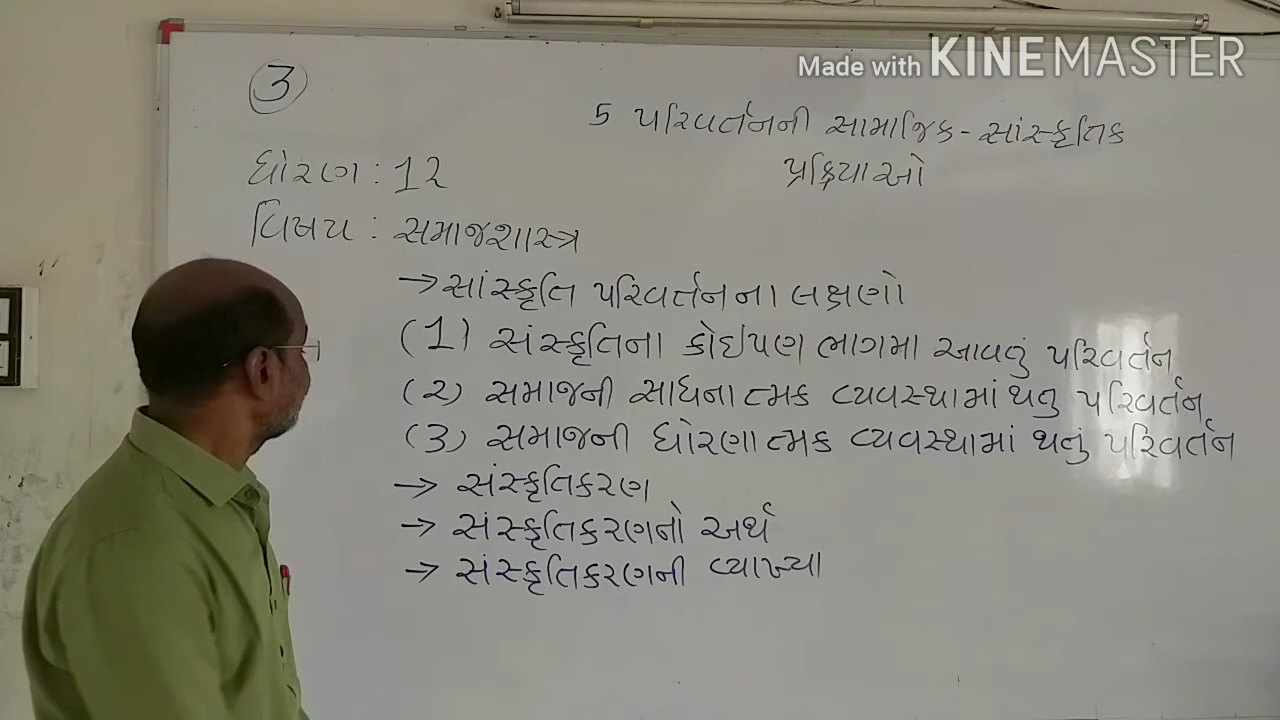 Made with KINEMASTER
3
5 પરિવર્તનની સામાજિક - સાંસ્કૃતિક
પ્રક્રિયાઓ
ધોરણ : 12
વિષય : સમાજશાસ્ત્ર
→ સાંસ્કૃતિ પરિવર્તનના લક્ષણો
(1) સંસ્કૃતિના કોઇપણ ભાગમા આવતું પરિવર્તન
(૨) સમાજની સાધનાત્મક વ્યવસ્થામાં થતુ પરિવર્તન
(3) સમાજની ધોરણાત્મક વ્યવસ્થામાં થતું પરિવર્તન
→ સંસ્કૃતિકરણ
→ સંસ્કૃતિકરણનો અર્થ
→ સંસ્કૃતિકરણની વ્યાખ્યા